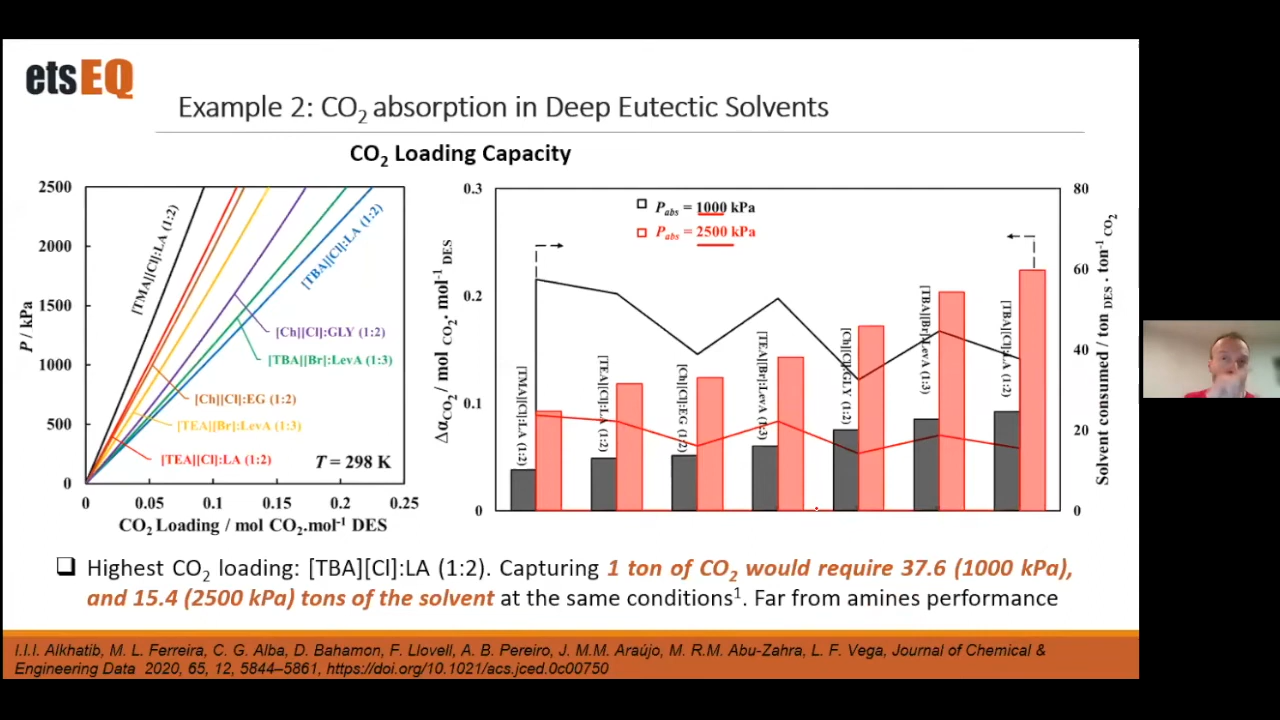 etsEQ
Example 2: CO2 absorption in Deep Eutectic Solvents
CO2 Loading Capacity
2500
2000
1500
1000
500
0
P / kPa
0
0.05
0.1
0.15
0.2
0.25
CO2 Loading / mol CO2.mol-1 DES
[TMA][Cl]:LA (1:2)
[TBA][Cl]:LA (1:2)
[Ch][Cl]:GLY (1:2)
[TBA][Br]:LevA (1:3)
[Ch][Cl]:EG (1:2)
[TEA][Br]:LevA (1:3)
[TEA][Cl]:LA (1:2)
T = 298 K
0.3
0.2
0.1
0
ΔαCO2 / mol CO2. mol-1 DES
Pabs = 1000 kPa
Pabs = 2500 kPa
[TMA][Cl]:LA (1:2)
[TEA][Cl]:LA (1:2)
[Ch][Cl]:EG (1:2)
[TEA][Br]:LevA (1:3)
[Ch][Cl]:GLY (1:2)
[TBA][Br]:LevA (1:3)
[TBA][Cl]:LA (1:2)
80
60
40
20
0
Solvent consumed / ton DES . ton-1 CO2
❑ Highest CO2 loading: [TBA][Cl]:LA (1:2). Capturing 1 ton of CO2 would require 37.6 (1000 kPa),
and 15.4 (2500 kPa) tons of the solvent at the same conditions1. Far from amines performance
I.I.I. Alkhatib, M. L. Ferreira, C. G. Alba, D. Bahamon, F. Llovell, A. B. Pereiro, J. M.M. Araújo, M. R.M. Abu-Zahra, L. F. Vega, Journal of Chemical &
Engineering Data 2020, 65, 12, 5844–5861, https://doi.org/10.1021/acs.jced.0c00750